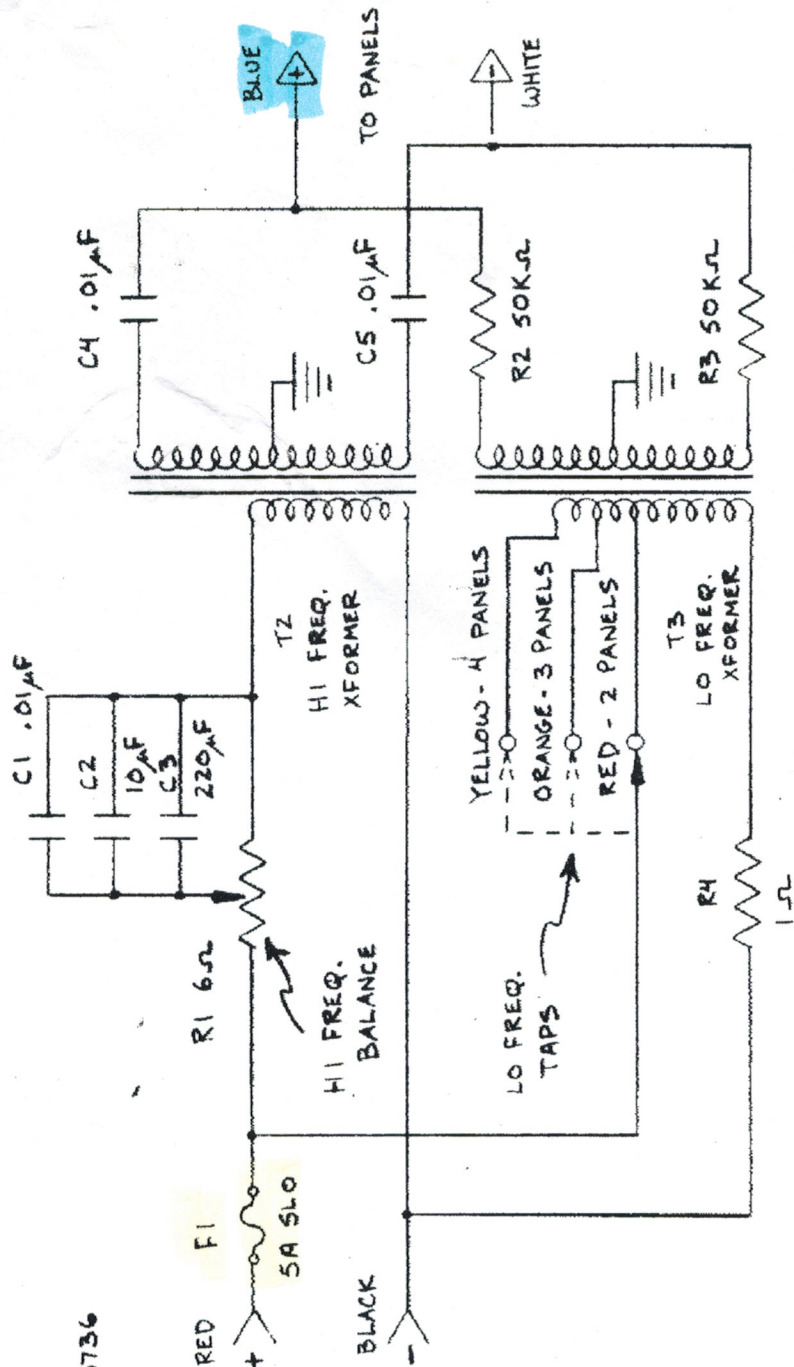 BLUE
+
TO PANELS
-
WHITE
C4 .01µF
C5 .01µF
R2 50KΩ
R3 50KΩ
C1 .01µF
C2
10µF
C3
220µF
T2
HI FREQ.
XFORMER
YELLOW - 4 PANELS
ORANGE - 3 PANELS
RED - 2 PANELS
T3
LO FREQ.
XFORMER
R1 6Ω
HI FREQ.
BALANCE
LO FREQ.
TAPS
R4
1Ω
F1
5A SLO
RED
+
BLACK
-